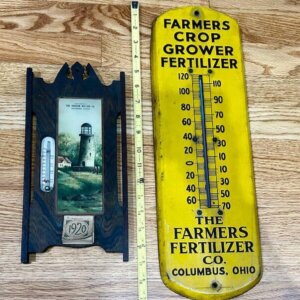 FARMERS
CROP
GROWER
FERTILIZER
120
110
100
90
80
70
60
50
40
30
20
10
0
10
20
30
40
50
60
70
THE
FARMERS
FERTILIZER
CO.
COLUMBUS, OHIO
1920